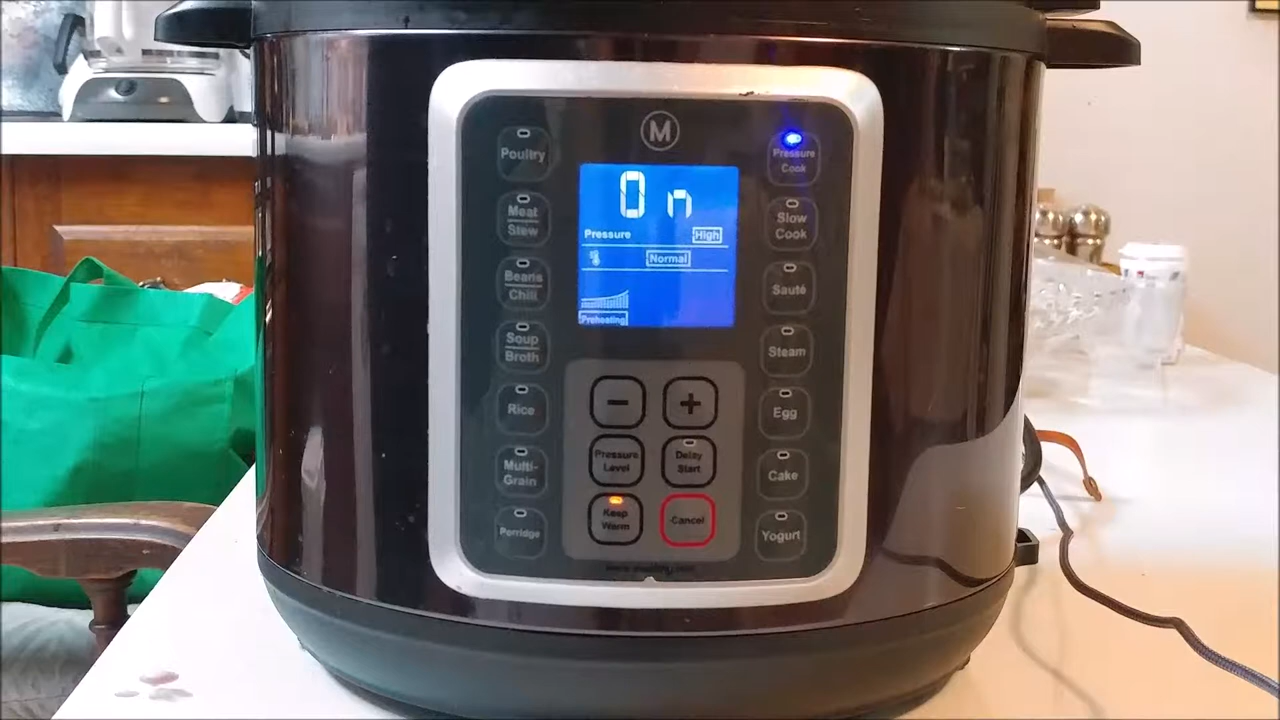 M
Poultry
Meat
Stew
Beans
Chili
Soup
Broth
Rice
Multi-
Grain
Porridge
On
Pressure High
Normal
Preheating
− +
Pressure
Level
Delay
Start
Keep
Warm
Cancel
Pressure
Cook
Slow
Cook
Sauté
Steam
Egg
Cake
Yogurt